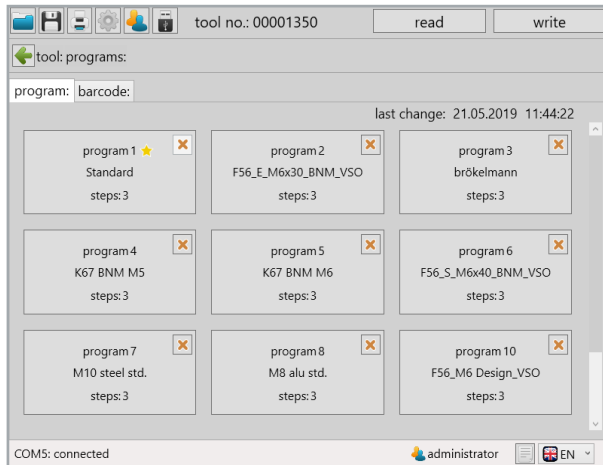 tool no.: 00001350 read write
tool: programs:
program: barcode:
last change: 21.05.2019 11:44:22
program 1
Standard
steps: 3
program 2
F56_E_M6x30_BNM_VSO
steps: 3
program 3
brökelmann
steps: 3
program 4
K67 BNM M5
steps: 3
program 5
K67 BNM M6
steps: 3
program 6
F56_S_M6x40_BNM_VSO
steps: 3
program 7
M10 steel std.
steps: 3
program 8
M8 alu std.
steps: 3
program 10
F56_M6 Design_VSO
steps: 3
COM5: connected administrator EN